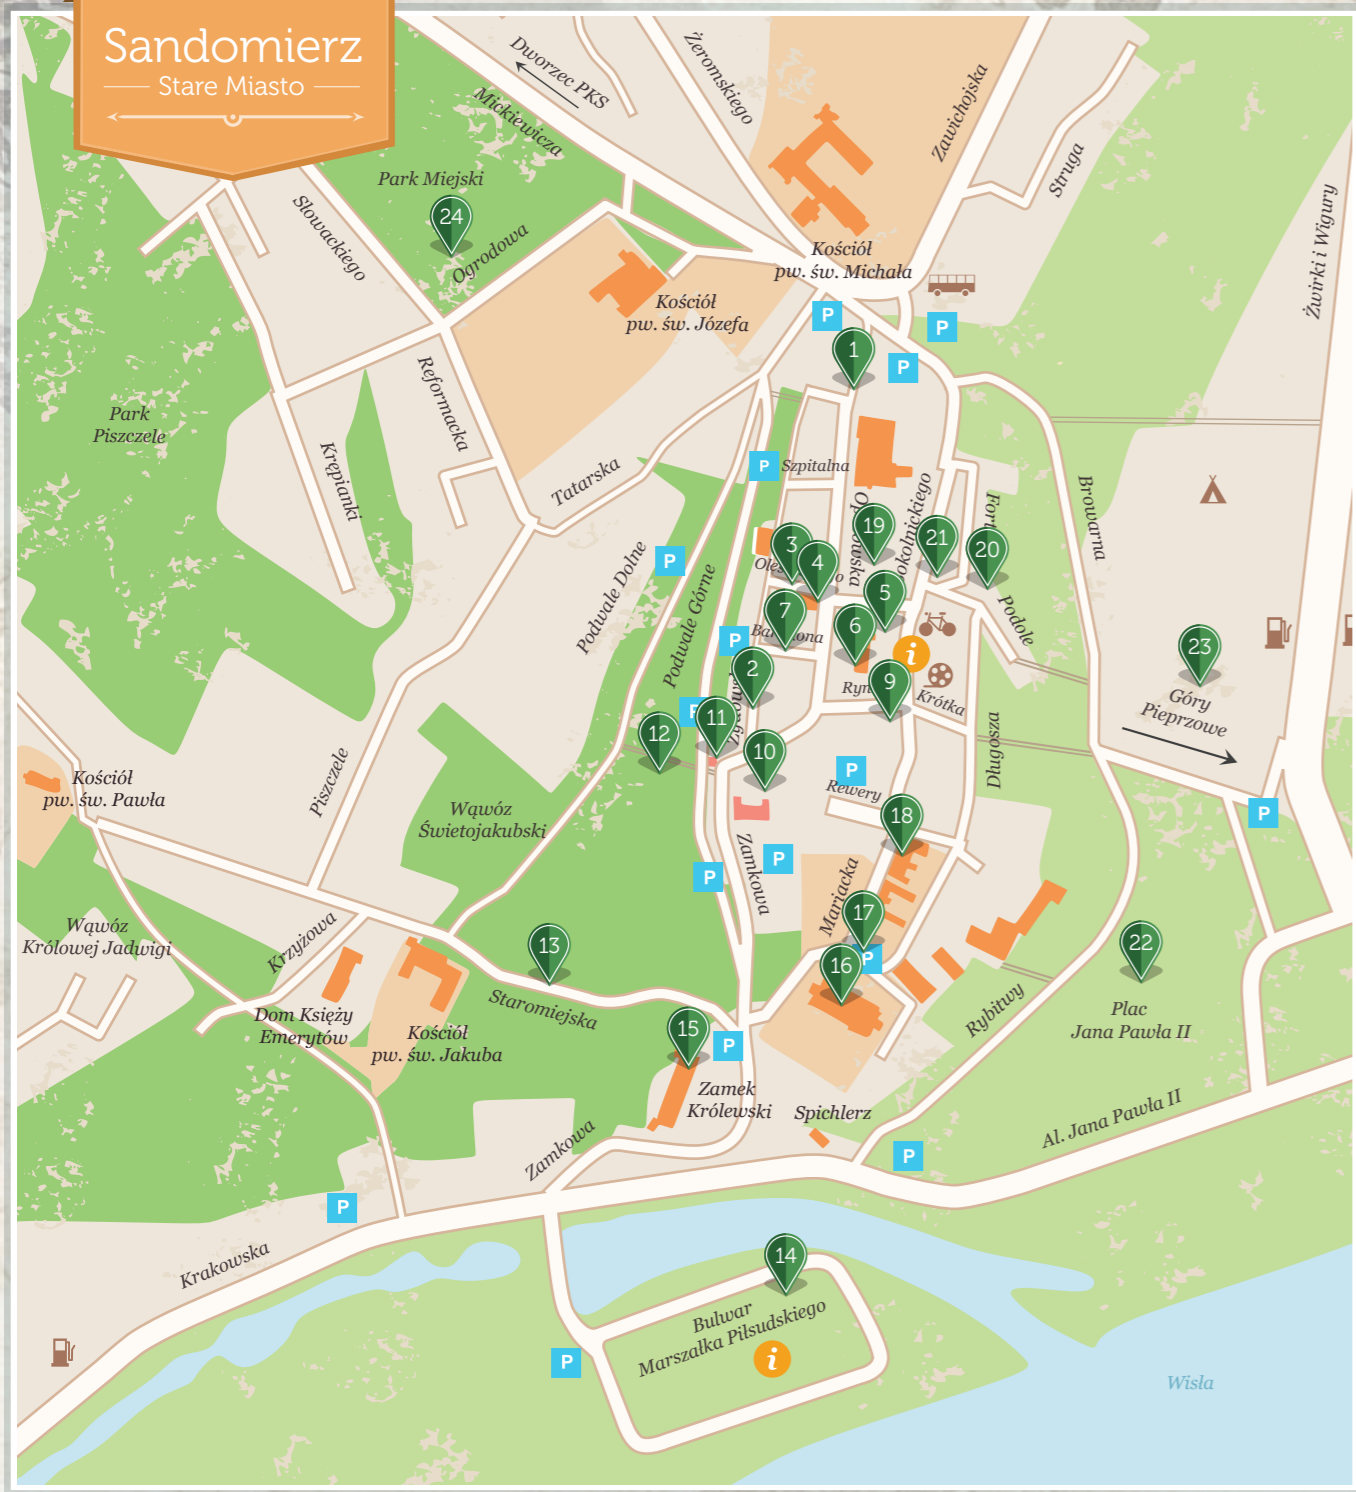 Sandomierz
Stare Miasto
Dworzec PKS
Mickiewicza
Żeromskiego
Zawichojska
Struga
Żwirki i Wigury
Park Miejski
24
Słowackiego
Ogrodowa
Kościół
pw. św. Michała
Kościół
pw. św. Józefa
P
P
1
P
Reformacka
Park
Piszczele
Krępianki
Tatarska
P
Szpitalna
Browarna
19
21
20
3
4
5
7
6
P
Podwale Dolne
Podwale Górne
P
Podole
23
Góry
Pieprzowe
2
9
Krótka
11
12
10
P
Rewery
Długosza
18
P
Kościół
pw. św. Pawła
Piszczele
Wąwóz
Świetojakubski
Zamkowa
P
P
Mariacka
17
P
16
22
Plac
Jana Pawła II
Wąwóz
Królowej Jadwigi
Krzyżowa
13
Staromiejska
Dom Księży
Emerytów
Kościół
pw. św. Jakuba
15
P
Zamek
Królewski
Spichlerz
Rybitwy
Al. Jana Pawła II
P
Zamkowa
P
Krakowska
14
Bulwar
Marszałka Piłsudskiego
i
P
Wisła
i